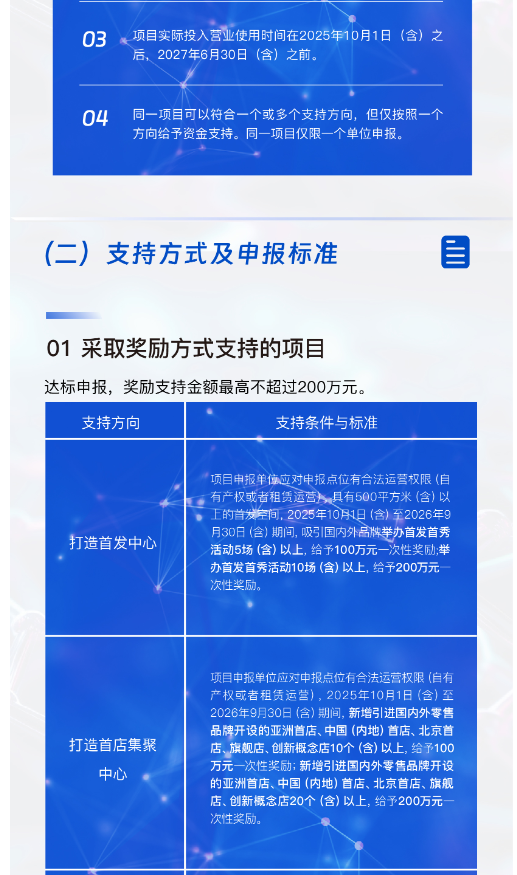 03
项目实际投入营业使用时间在2025年10月1日（含）之
后，2027年6月30日（含）之前。
04
同一项目可以符合一个或多个支持方向，但仅按照一个
方向给予资金支持。同一项目仅限一个单位申报。
（二）支持方式及申报标准
01 采取奖励方式支持的项目
达标申报，奖励支持金额最高不超过200万元。
支持方向
支持条件与标准
打造首发中心
项目申报单位应对申报点位有合法运营权限（自
有产权或者租赁运营），具有500平方米（含）以
上的首发空间，2025年10月1日（含）至2026年9
月30日（含）期间，吸引国内外品牌举办首发首秀
活动5场（含）以上，给予100万元一次性奖励；举
办首发首秀活动10场（含）以上，给予200万元一
次性奖励。
打造首店集聚
中心
项目申报单位应对申报点位有合法运营权限（自有
产权或者租赁运营），2025年10月1日（含）至
2026年9月30日（含）期间，新增引进国内外零售
品牌开设的亚洲首店、中国（内地）首店、北京首
店、旗舰店、创新概念店10个（含）以上，给予100
万元一次性奖励；新增引进国内外零售品牌开设
的亚洲首店、中国（内地）首店、北京首店、旗舰
店、创新概念店20个（含）以上，给予200万元一
次性奖励。